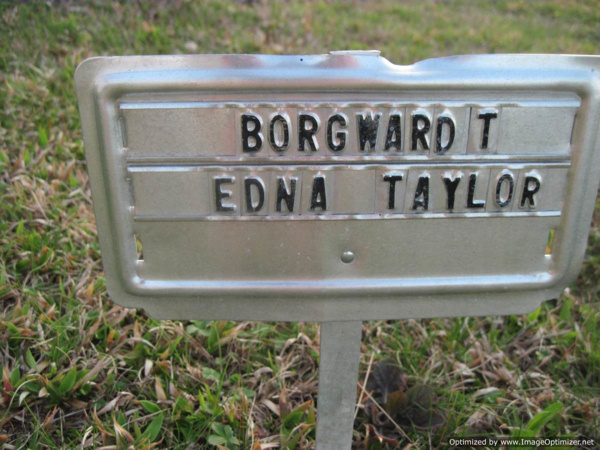 BORGWARD T
EDNA TAYLOR
Optimized by www.ImageOptimizer.net